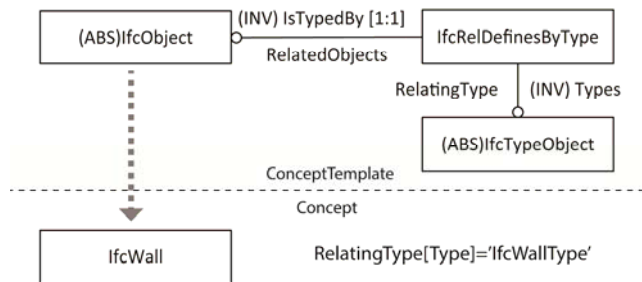 (INV) IsTypedBy [1:1]
(ABS)IfcObject
IfcRelDefinesByType
RelatedObjects
RelatingType
(INV) Types
(ABS)IfcTypeObject
ConceptTemplate
Concept
IfcWall
RelatingType[Type]='IfcWallType'